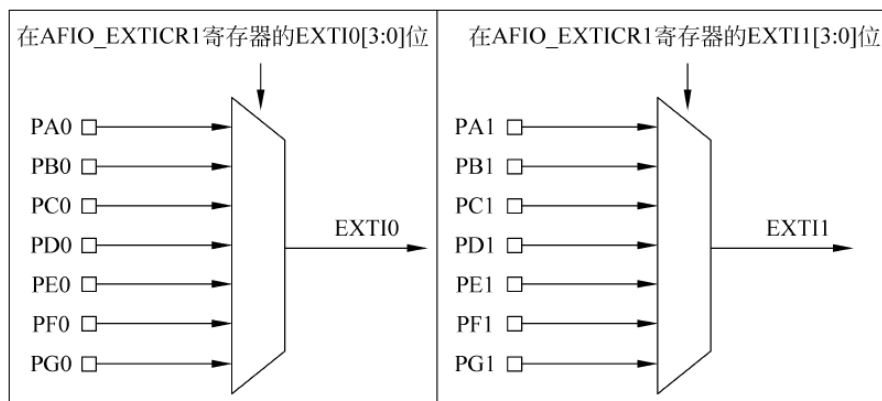 在AFIO_EXTICR1寄存器的EXTI0[3:0]位
PA0
PB0
PC0
PD0
PE0
PF0
PG0
EXTI0
在AFIO_EXTICR1寄存器的EXTI1[3:0]位
PA1
PB1
PC1
PD1
PE1
PF1
PG1
EXTI1